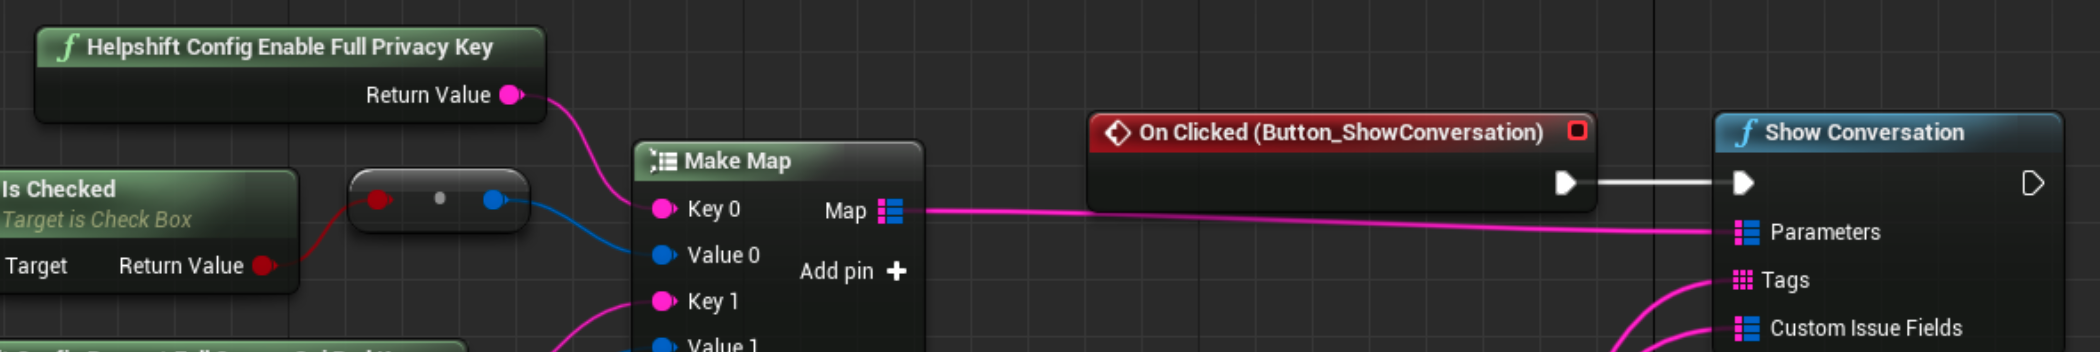 Helpshift Config Enable Full Privacy Key
Return Value
Is Checked
Target is Check Box
Target Return Value
Make Map
Key 0 Map
Value 0
Add pin
Key 1
Value 1
On Clicked (Button_ShowConversation)
Show Conversation
Parameters
Tags
Custom Issue Fields